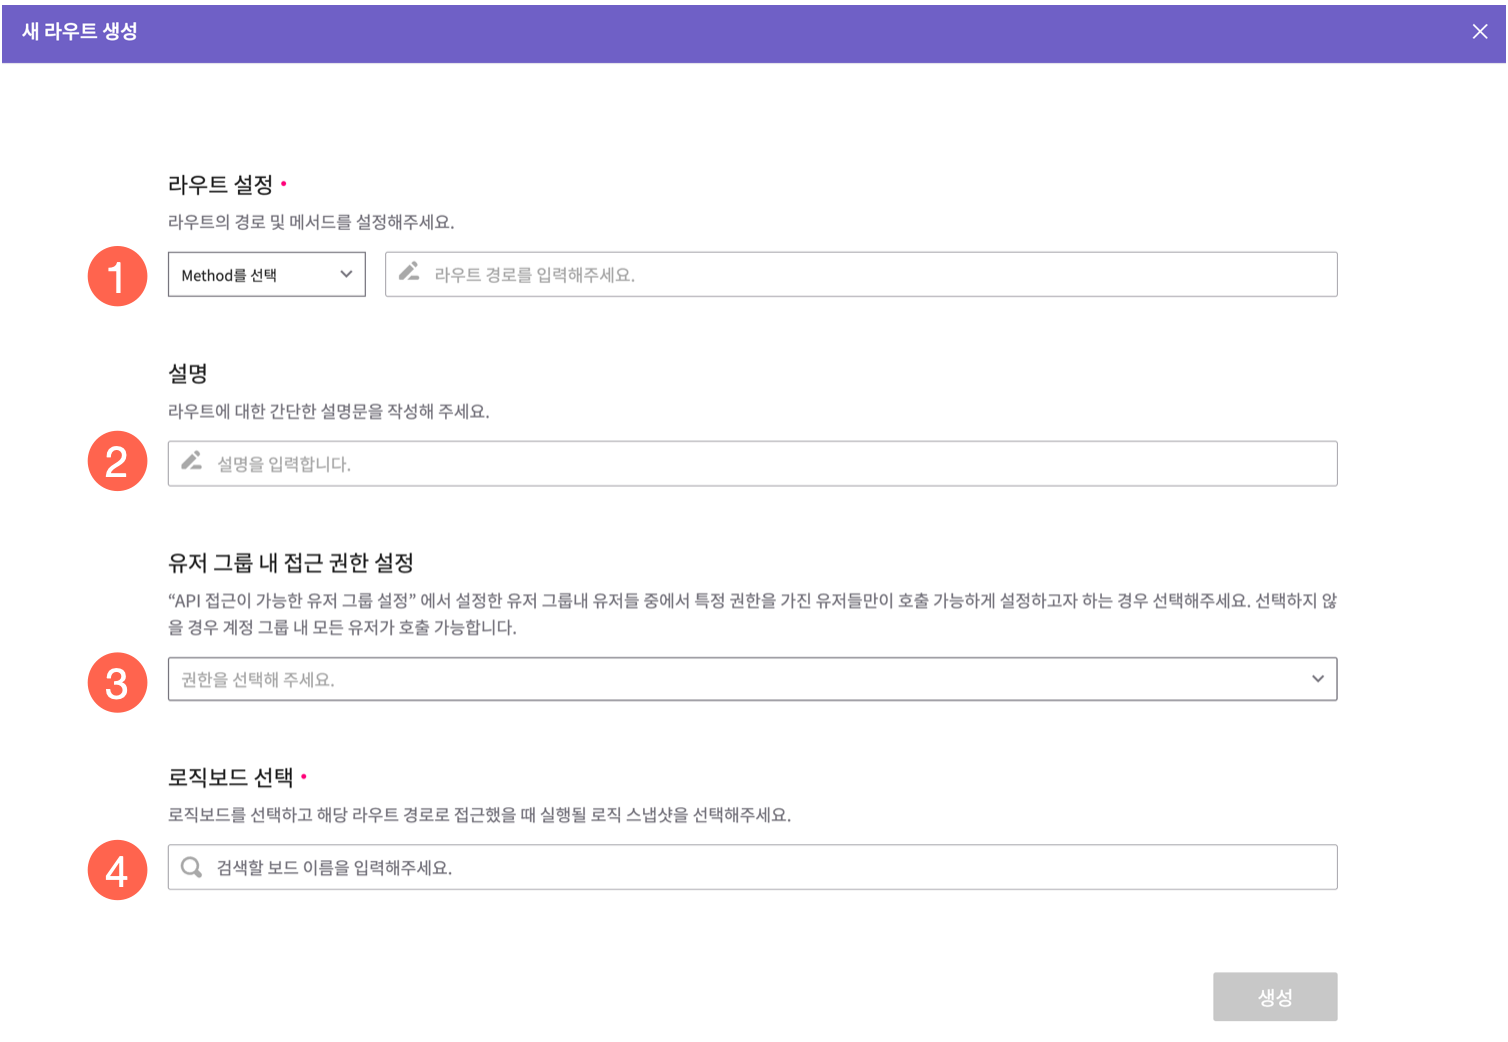 새 라우트 생성
라우트 설정
라우트의 경로 및 메서드를 설정해주세요.
1
Method를 선택
라우트 경로를 입력해주세요.
설명
라우트에 대한 간단한 설명문을 작성해 주세요.
2
설명을 입력합니다.
유저 그룹 내 접근 권한 설정
“API 접근이 가능한 유저 그룹 설정” 에서 설정한 유저 그룹내 유저들 중에서 특정 권한을 가진 유저들만이 호출 가능하게 설정하고자 하는 경우 선택해주세요. 선택하지 않
을 경우 계정 그룹 내 모든 유저가 호출 가능합니다.
3
권한을 선택해 주세요.
로직보드 선택
로직보드를 선택하고 해당 라우트 경로로 접근했을 때 실행될 로직 스냅샷을 선택해주세요.
4
검색할 보드 이름을 입력해주세요.
생성